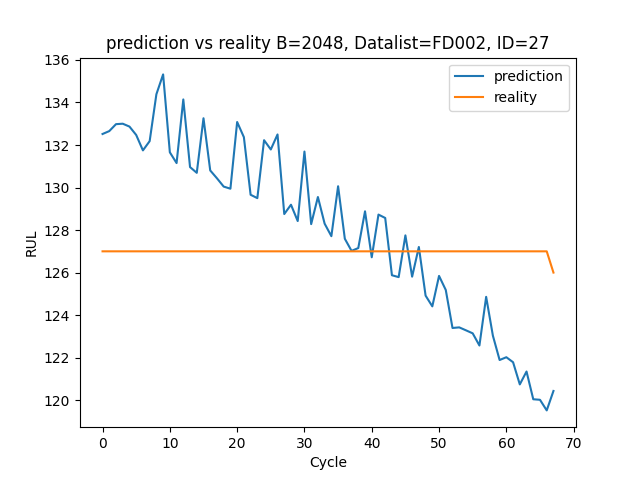 prediction vs reality B=2048, Datalist=FD002, ID=27
prediction
reality
136
134
132
130
128
126
124
122
120
RUL
0 10 20 30 40 50 60 70
Cycle